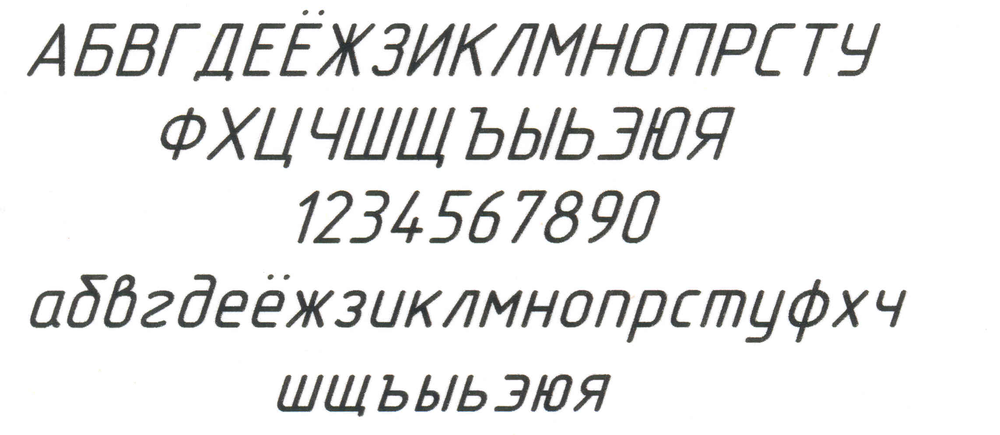 АБВГДЕЁЖЗИКЛМНОПРСТУ
ФХЦЧШЩЪЫЬЭЮЯ
1234567890
абвгдеёжзиклмнопрстуфхч
шщъыьэюя